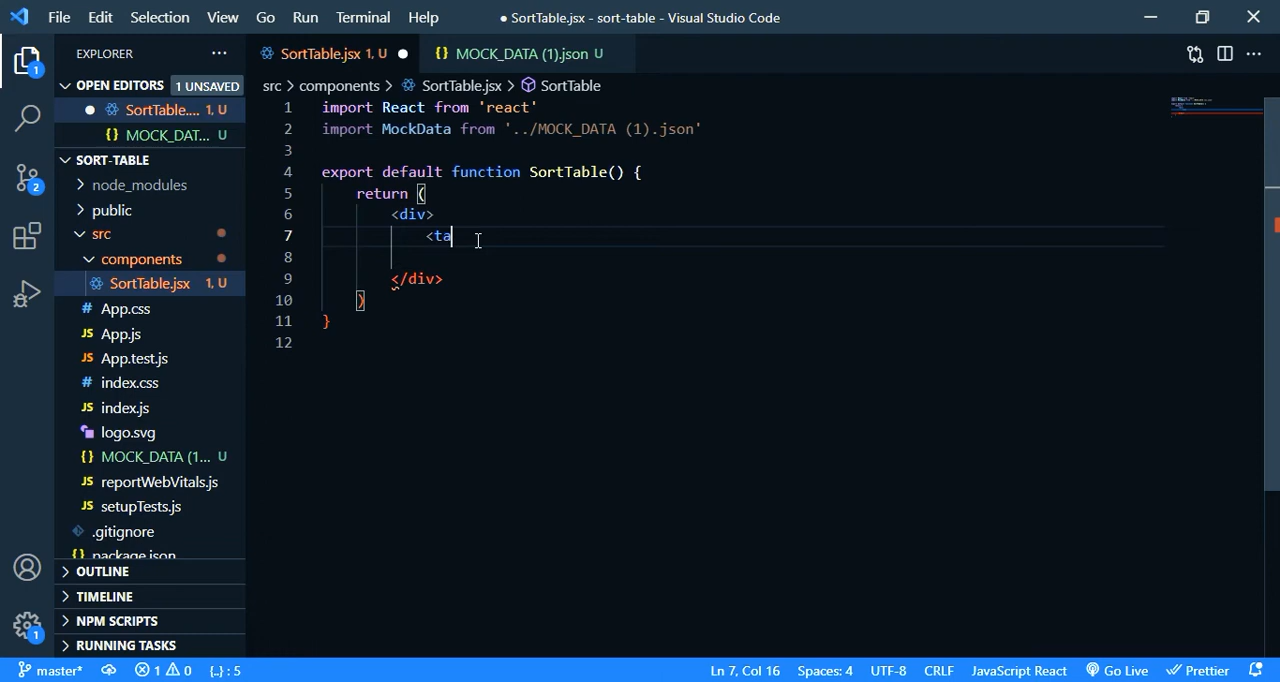 File Edit Selection View Go Run Terminal Help
● SortTable.jsx - sort-table - Visual Studio Code
EXPLORER
SortTable.jsx 1, U
MOCK_DATA (1).json U
OPEN EDITORS 1 UNSAVED
SortTable.... 1, U
MOCK_DAT... U
SORT-TABLE
node_modules
public
src
components
SortTable.jsx 1, U
App.css
App.js
App.test.js
index.css
index.js
logo.svg
MOCK_DATA (1... U
reportWebVitals.js
setupTests.js
.gitignore
package.json
OUTLINE
TIMELINE
NPM SCRIPTS
RUNNING TASKS
1
2
1
src > components > SortTable.jsx > SortTable
1 import React from 'react'
2 import MockData from '../MOCK_DATA (1).json'
3
4 export default function SortTable() {
5 return (
6 <div>
7 <ta
8
9 </div>
10 )
11 }
12
master* 1 0 {..} : 5
Ln 7, Col 16 Spaces: 4 UTF-8 CRLF JavaScript React Go Live Prettier